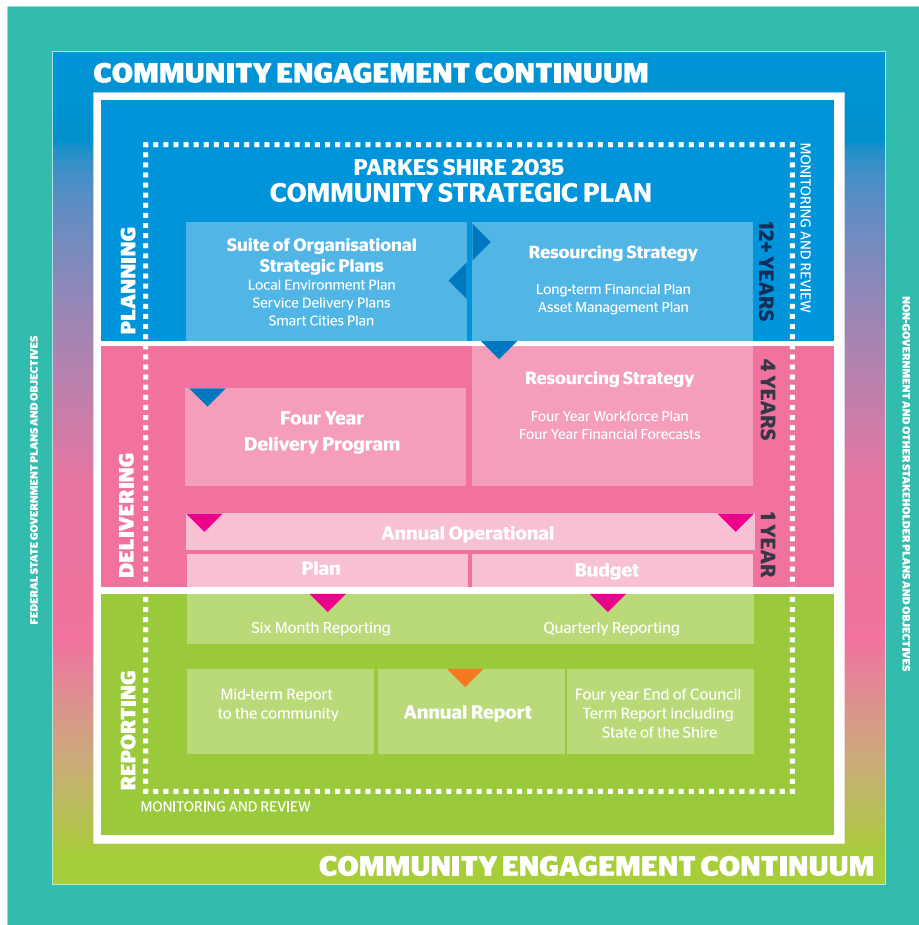 COMMUNITY ENGAGEMENT CONTINUUM
PARKES SHIRE 2035
COMMUNITY STRATEGIC PLAN
MONITORING AND REVIEW
PLANNING
Suite of Organisational
Strategic Plans
Local Environment Plan
Service Delivery Plans
Smart Cities Plan
Resourcing Strategy
Long-term Financial Plan
Asset Management Plan
12+ YEARS
FEDERAL STATE GOVERNMENT PLANS AND OBJECTIVES
NON-GOVERNMENT AND OTHER STAKEHOLDER PLANS AND OBJECTIVES
DELIVERING
Four Year
Delivery Program
Resourcing Strategy
Four Year Workforce Plan
Four Year Financial Forecasts
4 YEARS
Annual Operational
Plan
Budget
1 YEAR
REPORTING
Six Month Reporting
Quarterly Reporting
Mid-term Report
to the community
Annual Report
Four year End of Council
Term Report including
State of the Shire
MONITORING AND REVIEW
COMMUNITY ENGAGEMENT CONTINUUM